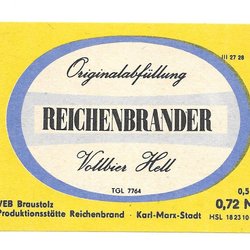 Originalabfüllung
III 27 28
REICHENBRANDER
Vollbier Hell
TGL 7764
0,5
VEB Braustolz
0,72
Produktionsstätte Reichenbrand · Karl-Marx-Stadt
HSL 18 23 10